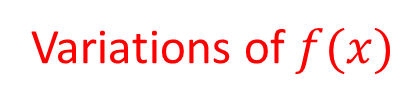 Variations of f(x)